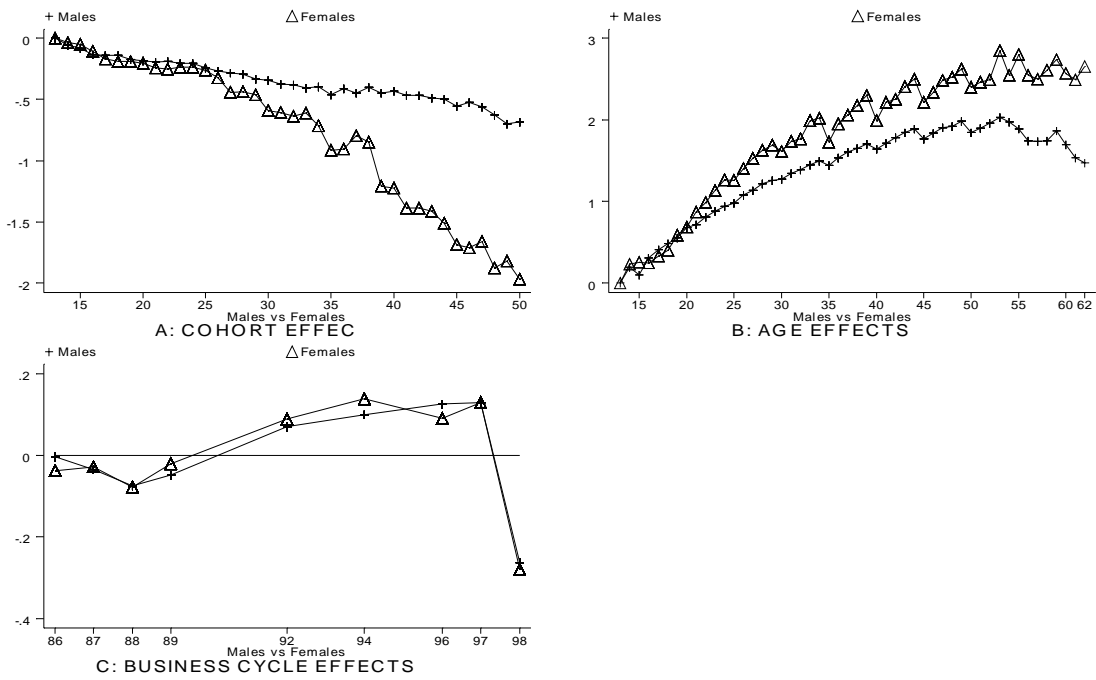 + Males △ Females
0
-.5
-1
-1.5
-2
15 20 25 30 35 40 45 50
Males vs Females
A: COHORT EFFEC
+ Males △ Females
3
2
1
0
15 20 25 30 35 40 45 50 55 60 62
Males vs Females
B: AGE EFFECTS
+ Males △ Females
.2
0
-.2
-.4
86 87 88 89 92 94 96 97 98
Males vs Females
C: BUSINESS CYCLE EFFECTS